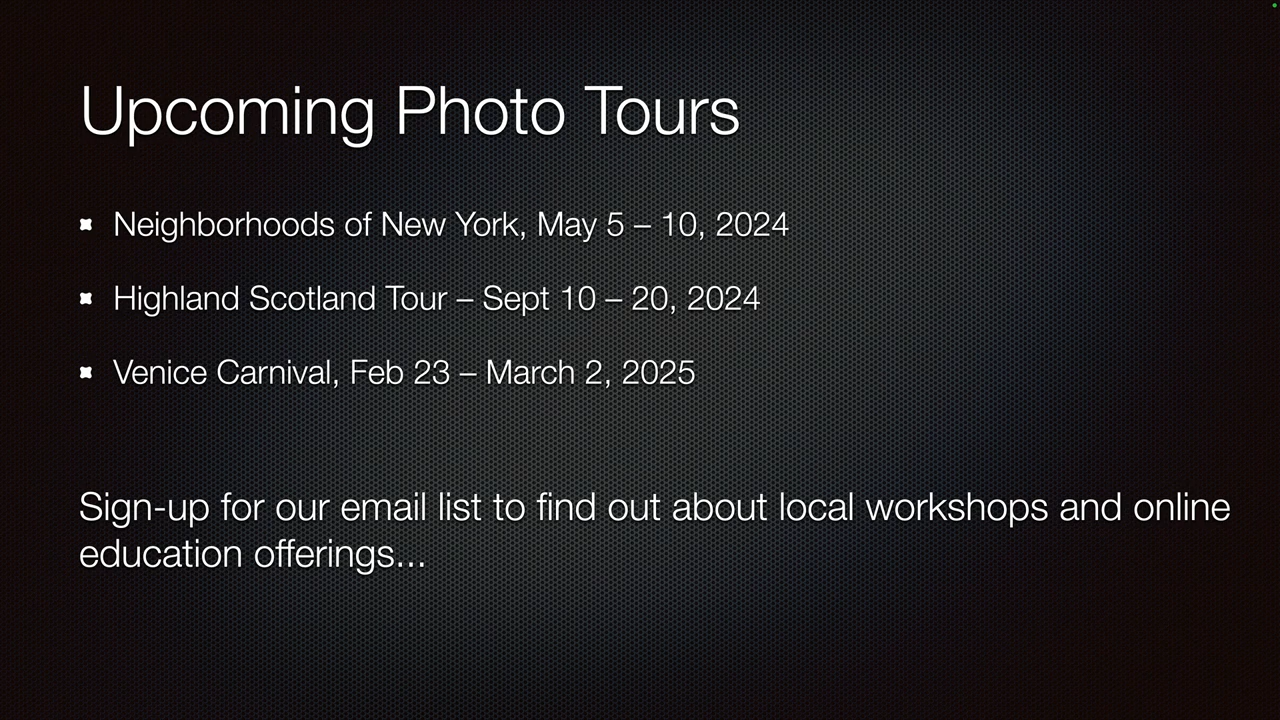 Upcoming Photo Tours
Neighborhoods of New York, May 5 – 10, 2024
Highland Scotland Tour – Sept 10 – 20, 2024
Venice Carnival, Feb 23 – March 2, 2025
Sign-up for our email list to find out about local workshops and online
education offerings...